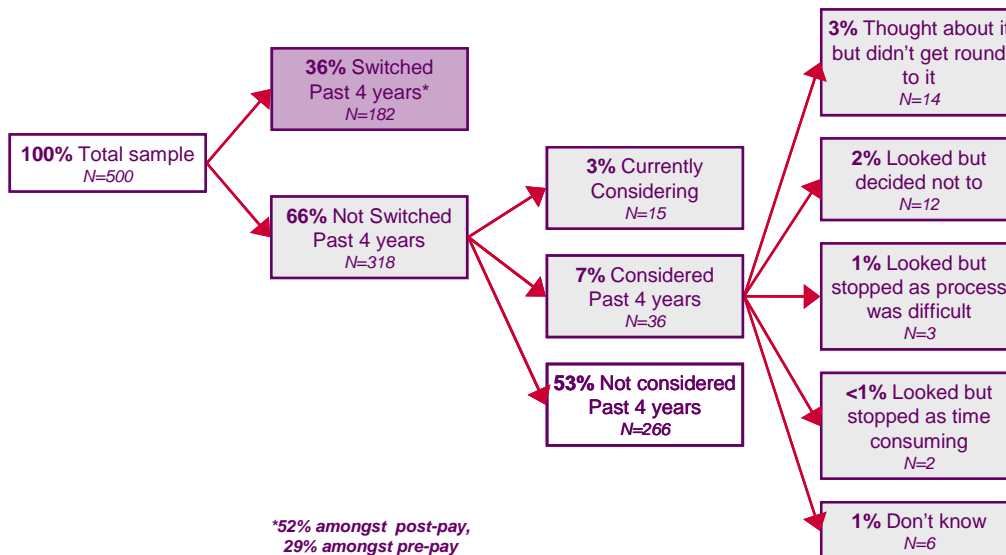 100% Total sample
N=500
36% Switched
Past 4 years*
N=182
66% Not Switched
Past 4 years
N=318
3% Currently
Considering
N=15
7% Considered
Past 4 years
N=36
53% Not considered
Past 4 years
N=266
3% Thought about it
but didn't get round
to it
N=14
2% Looked but
decided not to
N=12
1% Looked but
stopped as process
was difficult
N=3
<1% Looked but
stopped as time
consuming
N=2
1% Don't know
N=6
*52% amongst post-pay,
29% amongst pre-pay